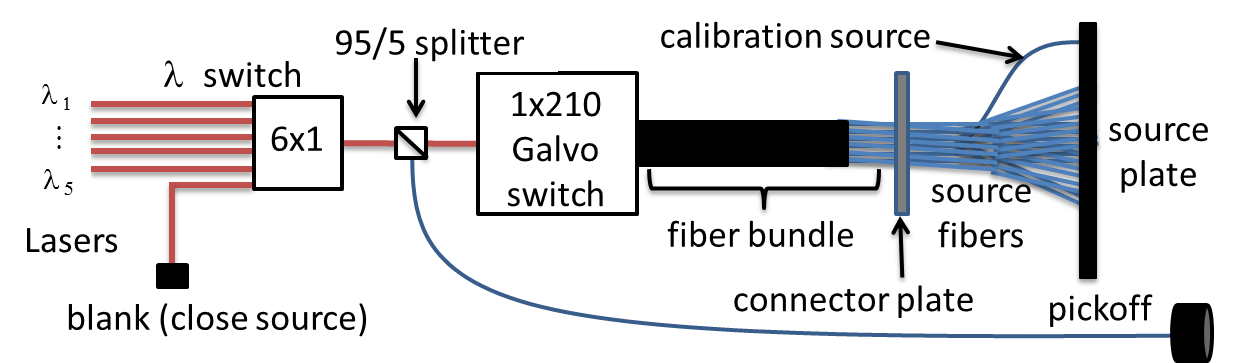 95/5 splitter
calibration source
λ switch
λ1
⋮
λ5
6x1
1x210
Galvo
switch
source
plate
source
fibers
fiber bundle
Lasers
connector plate
pickoff
blank (close source)